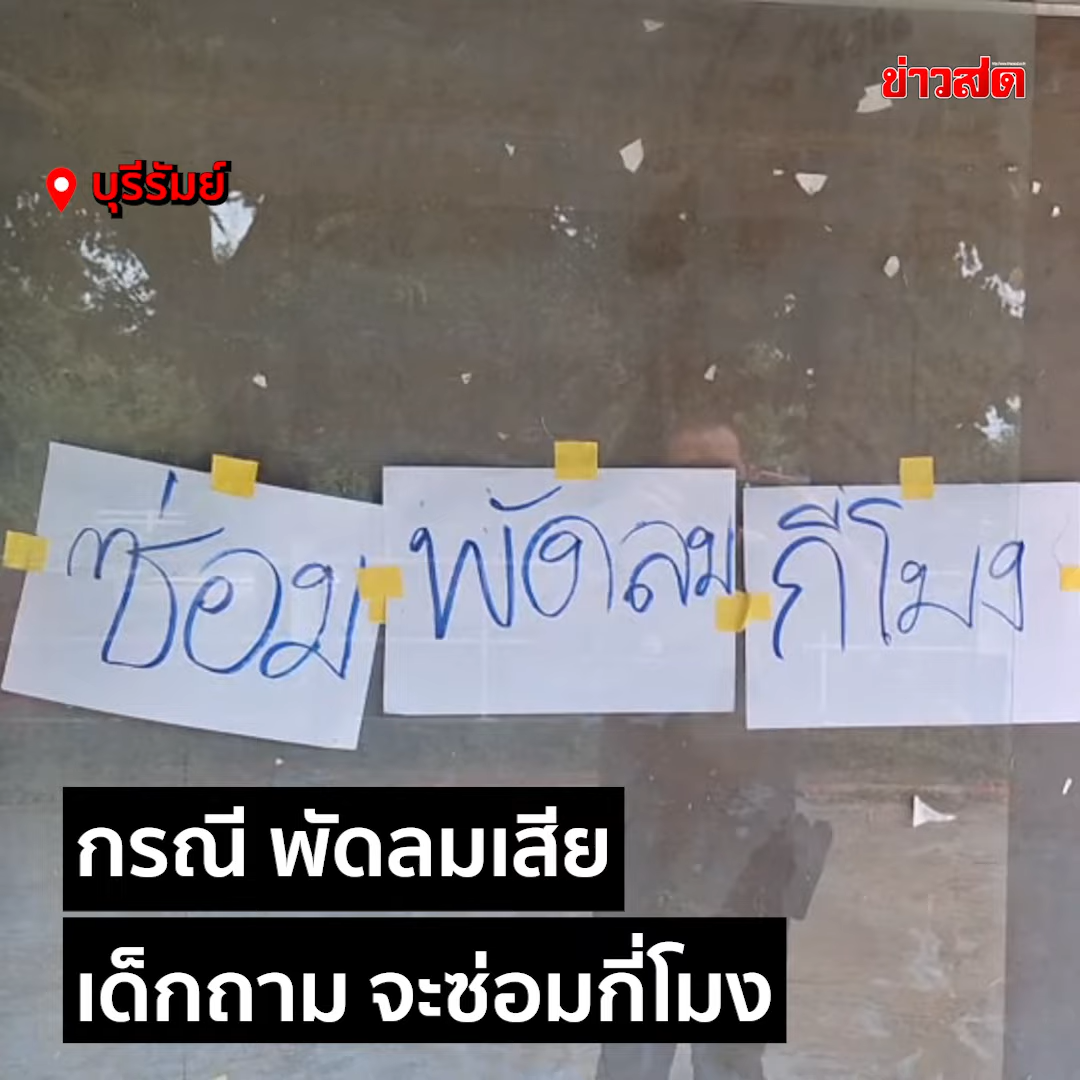 ข่าวสด
บุรีรัมย์
ซ่อม พัดลม กี่โมง
กรณี พัดลมเสีย
เด็กถาม จะซ่อมกี่โมง